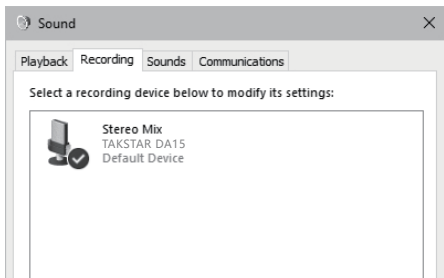 Sound
Playback Recording Sounds Communications
Select a recording device below to modify its settings:
Stereo Mix
TAKSTAR DA15
Default Device